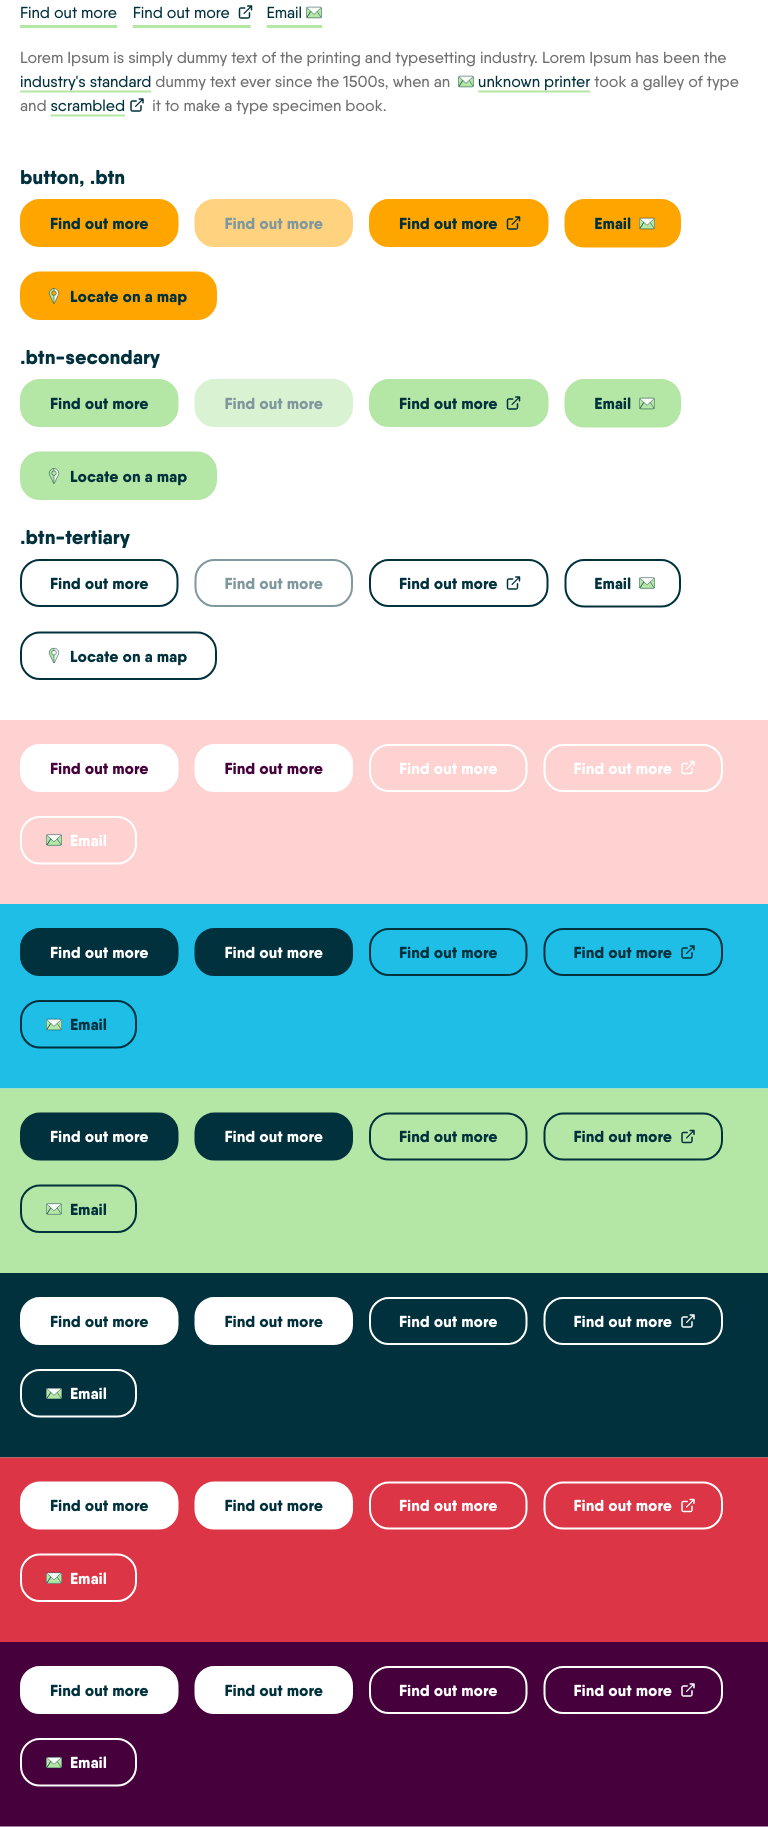 Find out more Find out more Email
Lorem Ipsum is simply dummy text of the printing and typesetting industry. Lorem Ipsum has been the
industry's standard dummy text ever since the 1500s, when an unknown printer took a galley of type
and scrambled it to make a type specimen book.
button, .btn
Find out more Find out more Find out more Email
Locate on a map
.btn-secondary
Find out more Find out more Find out more Email
Locate on a map
.btn-tertiary
Find out more Find out more Find out more Email
Locate on a map
Find out more Find out more Find out more Find out more
Email
Find out more Find out more Find out more Find out more
Email
Find out more Find out more Find out more Find out more
Email
Find out more Find out more Find out more Find out more
Email
Find out more Find out more Find out more Find out more
Email
Find out more Find out more Find out more Find out more
Email